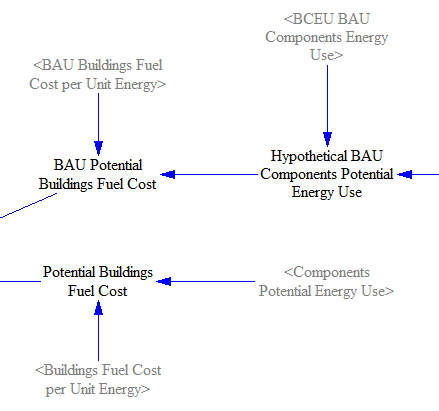 <BCEU BAU
Components Energy
Use>
<BAU Buildings Fuel
Cost per Unit Energy>
BAU Potential
Buildings Fuel Cost
Hypothetical BAU
Components Potential
Energy Use
Potential Buildings
Fuel Cost
<Components
Potential Energy Use>
<Buildings Fuel Cost
per Unit Energy>